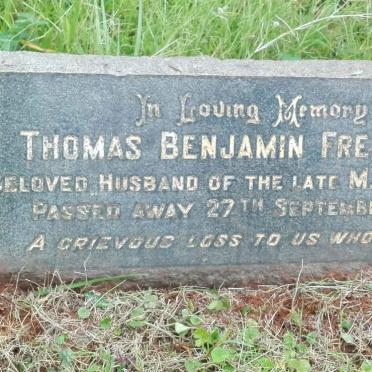 In Loving Memory
THOMAS BENJAMIN FRE
BELOVED HUSBAND OF THE LATE M
PASSED AWAY 27TH SEPTEMBE
A GRIEVOUS LOSS TO US WHO